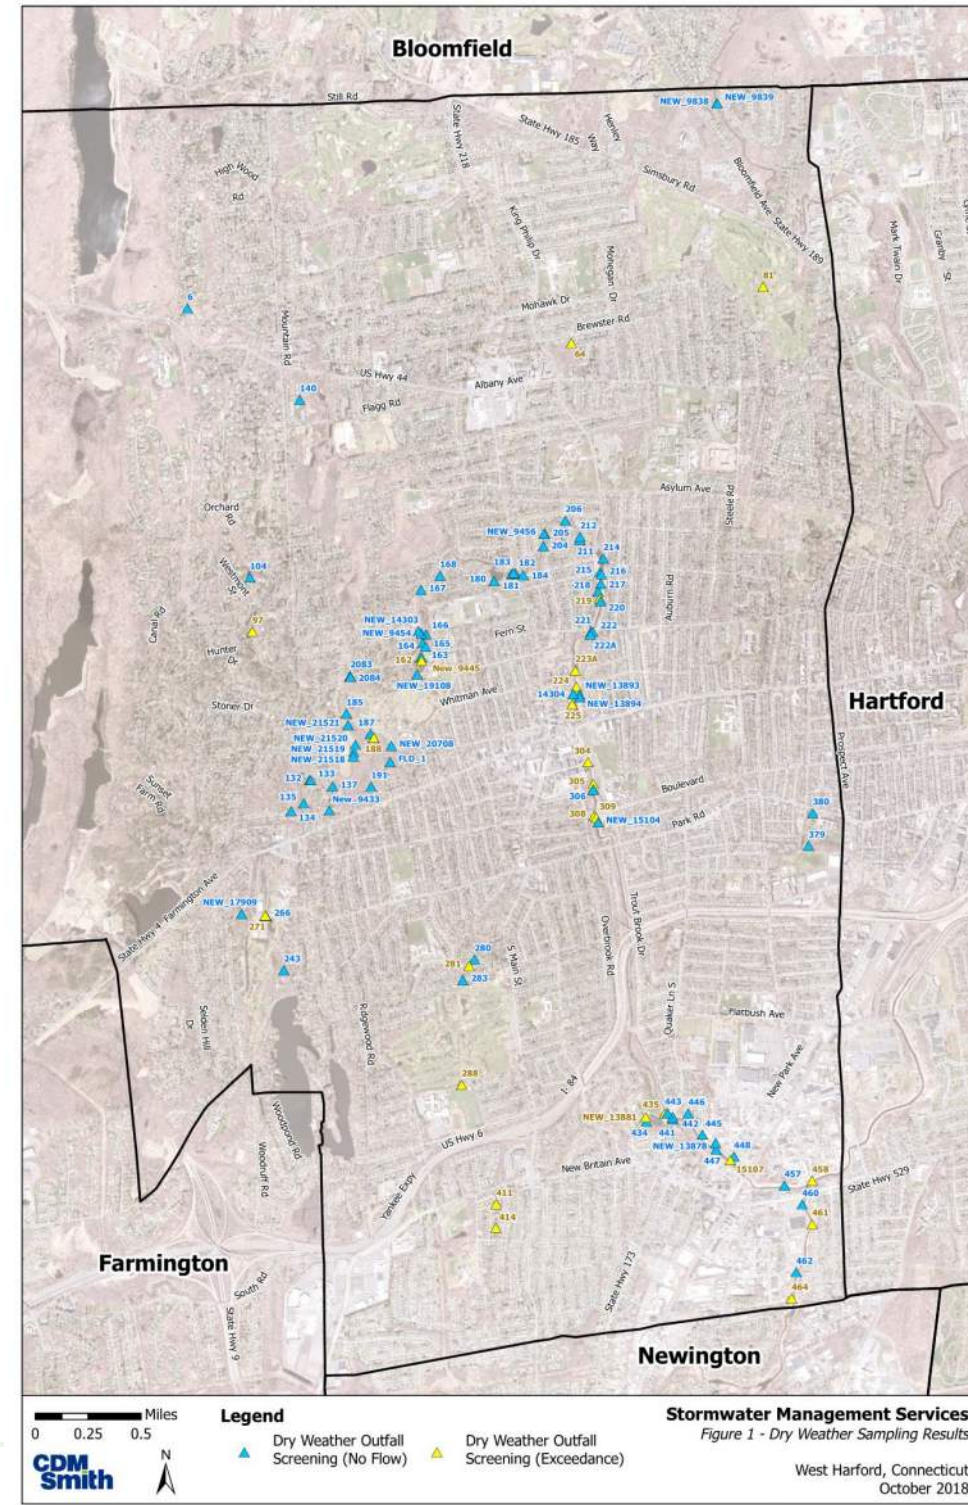 Bloomfield
Still Rd
NEW_9838
NEW_9839
State Hwy 218
State Hwy 185
Henley
Way
High Wood
Rd
Simsbury Rd
Bloomfield Ave
State Hwy 189
King Philip Dr
Mohegan Dr
Mark Twain Dr
Granby St
81
6
Mohawk Dr
Brewster Rd
64
Mountain Rd
US Hwy 44
Albany Ave
140
Flagg Rd
Asylum Ave
Steele Rd
Orchard
Rd
206
NEW_9456
205
212
204
211
214
Westmont
St
104
168
183
182
215
216
180
184
218
217
167
181
219
220
Auburn Rd
Canal Rd
97
NEW_14303
166
Fern St
221
222
NEW_9454
164
165
222A
Hunter
Dr
163
162
New_9445
223A
2083
2084
NEW_19108
224
NEW_13893
Whitman Ave
14304
NEW_13894
Hartford
Stoner Dr
185
225
NEW_21521
187
NEW_21520
188
NEW_20708
NEW_21519
NEW_21518
FLD_1
304
Prospect Ave
Sunset
Farm Rd
132
133
137
191
305
306
Boulevard
135
New_9433
134
308
309
NEW_15104
Park Rd
380
379
State Hwy 4
Farmington Ave
NEW_17909
266
271
Trout Brook Dr
Overbrook Rd
243
280
281
283
S Main St
Selden Hill
Dr
Ridgewood Rd
Quaker Ln S
Flatbush Ave
288
I- 84
New Park Ave
Woodpond Rd
435
443
446
NEW_13881
434
441
442
445
US Hwy 6
NEW_13878
448
447
15107
New Britain Ave
457
458
State Hwy 529
Woodruff Rd
Yankee Expy
411
414
460
461
Farmington
462
464
South Rd
State Hwy 9
State Hwy 173
Newington
Miles
0 0.25 0.5
CDM
Smith
N
Legend
Dry Weather Outfall
Screening (No Flow)
Dry Weather Outfall
Screening (Exceedance)
Stormwater Management Services
Figure 1 - Dry Weather Sampling Results
West Harford, Connecticut
October 2018